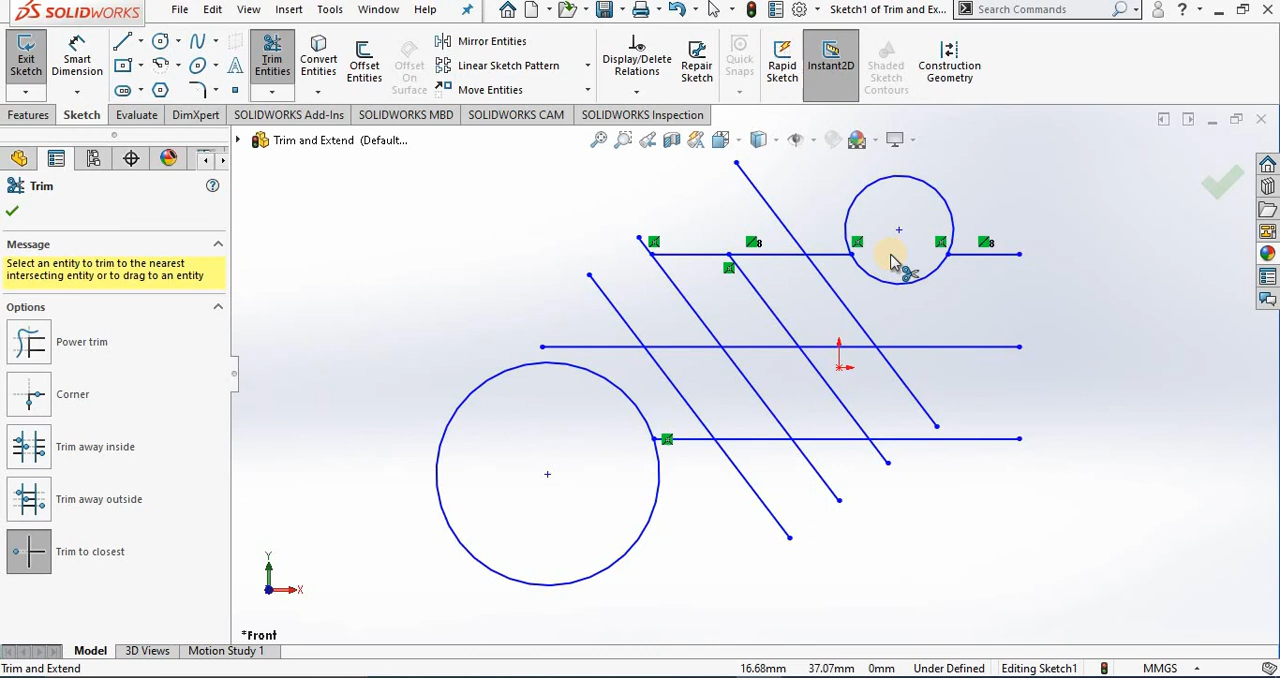 SOLIDWORKS File Edit View Insert Tools Window Help Sketch1 of Trim and Ex... Search Commands ?
Exit Sketch
Smart Dimension
Trim Entities
Convert Entities
Offset Entities
Offset On Surface
Mirror Entities
Linear Sketch Pattern
Move Entities
Display/Delete Relations
Repair Sketch
Quick Snaps
Rapid Sketch
Instant2D
Shaded Sketch Contours
Construction Geometry
Features Sketch Evaluate DimXpert SOLIDWORKS Add-Ins SOLIDWORKS MBD SOLIDWORKS CAM SOLIDWORKS Inspection
Trim and Extend (Default...
Trim
Message
Select an entity to trim to the nearest
intersecting entity or to drag to an entity
Options
Power trim
Corner
Trim away inside
Trim away outside
Trim to closest
8
8
Y
X
*Front
Model 3D Views Motion Study 1
Trim and Extend 16.68mm 37.07mm 0mm Under Defined Editing Sketch1 MMGS